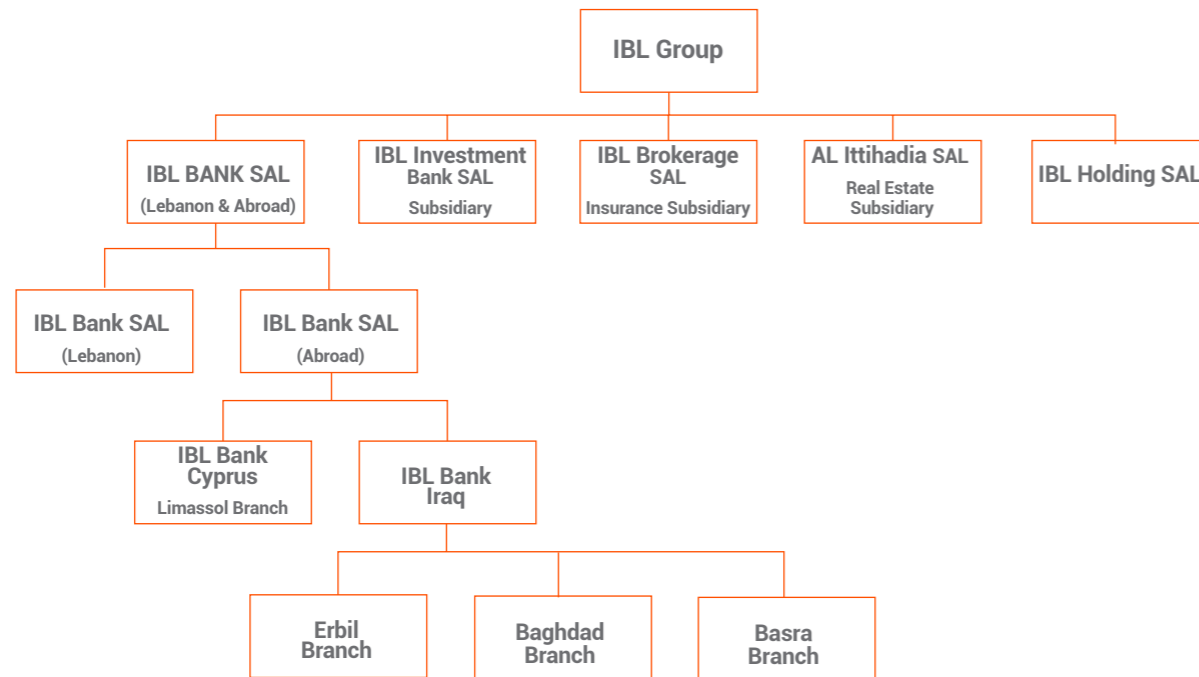 IBL Group
IBL BANK SAL
(Lebanon & Abroad)
IBL Investment
Bank SAL
Subsidiary
IBL Brokerage
SAL
Insurance Subsidiary
AL Ittihadia SAL
Real Estate
Subsidiary
IBL Holding SAL
IBL Bank SAL
(Lebanon)
IBL Bank SAL
(Abroad)
IBL Bank
Cyprus
Limassol Branch
IBL Bank
Iraq
Erbil
Branch
Baghdad
Branch
Basra
Branch